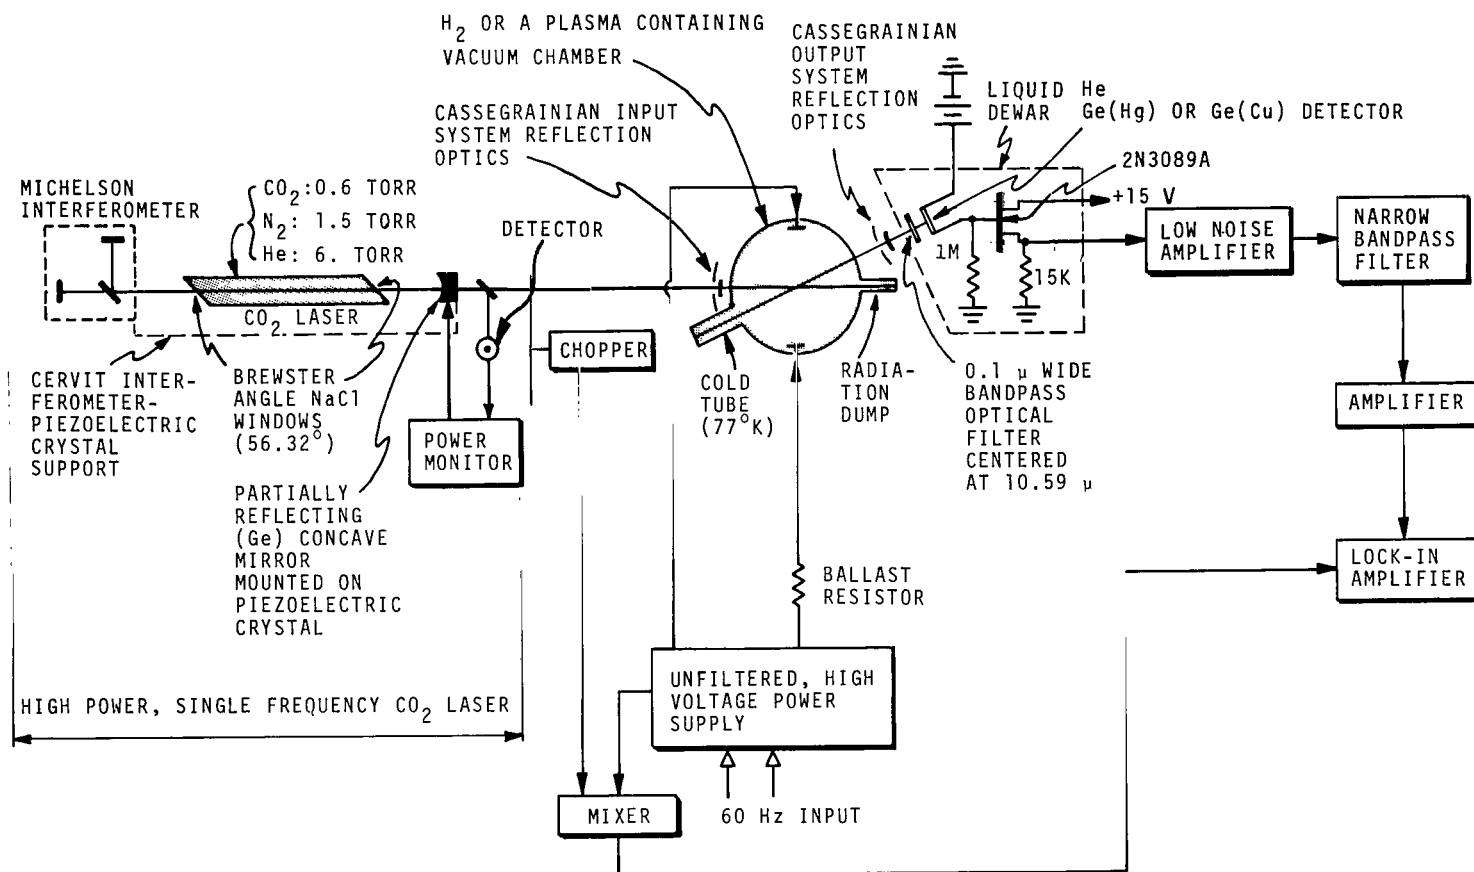 H2 OR A PLASMA CONTAINING
VACUUM CHAMBER
CASSEGRAINIAN
OUTPUT
SYSTEM
REFLECTION
OPTICS
CASSEGRAINIAN INPUT
SYSTEM REFLECTION
OPTICS
LIQUID He
DEWAR
Ge(Hg) OR Ge(Cu) DETECTOR
2N3089A
+15 V
1M
15K
MICHELSON
INTERFEROMETER
CO2:0.6 TORR
N2: 1.5 TORR
He: 6. TORR
DETECTOR
CO2 LASER
LOW NOISE
AMPLIFIER
NARROW
BANDPASS
FILTER
CHOPPER
CERVIT INTER-
FEROMETER-
PIEZOELECTRIC
CRYSTAL
SUPPORT
BREWSTER
ANGLE NaCl
WINDOWS
(56.32°)
POWER
MONITOR
COLD
TUBE
(77°K)
RADIA-
TION
DUMP
0.1 μ WIDE
BANDPASS
OPTICAL
FILTER
CENTERED
AT 10.59 μ
AMPLIFIER
PARTIALLY
REFLECTING
(Ge) CONCAVE
MIRROR
MOUNTED ON
PIEZOELECTRIC
CRYSTAL
BALLAST
RESISTOR
LOCK-IN
AMPLIFIER
UNFILTERED, HIGH
VOLTAGE POWER
SUPPLY
HIGH POWER, SINGLE FREQUENCY CO2 LASER
MIXER
60 Hz INPUT